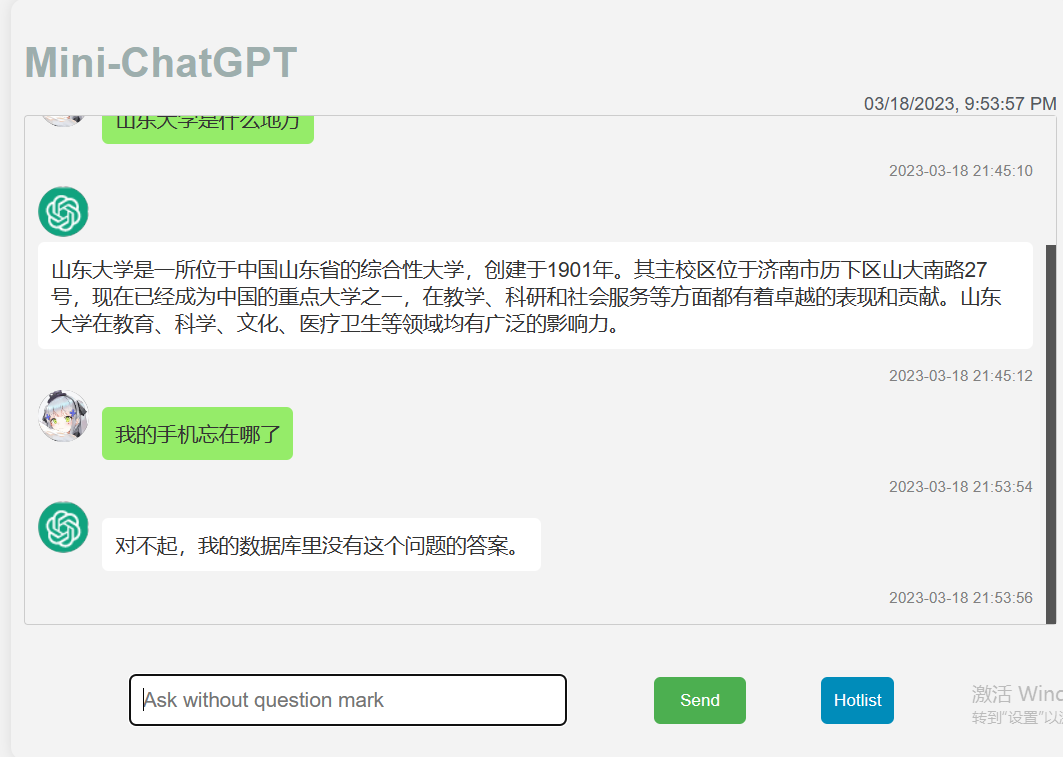 Mini-ChatGPT
03/18/2023, 9:53:57 PM
山东大学是什么地方
2023-03-18 21:45:10
山东大学是一所位于中国山东省的综合性大学，创建于1901年。其主校区位于济南市历下区山大南路27
号，现在已经成为中国的重点大学之一，在教学、科研和社会服务等方面都有着卓越的表现和贡献。山东
大学在教育、科学、文化、医疗卫生等领域均有广泛的影响力。
2023-03-18 21:45:12
我的手机忘在哪了
2023-03-18 21:53:54
对不起，我的数据库里没有这个问题的答案。
2023-03-18 21:53:56
Ask without question mark
Send
Hotlist
激活 Winc
转到"设置"以